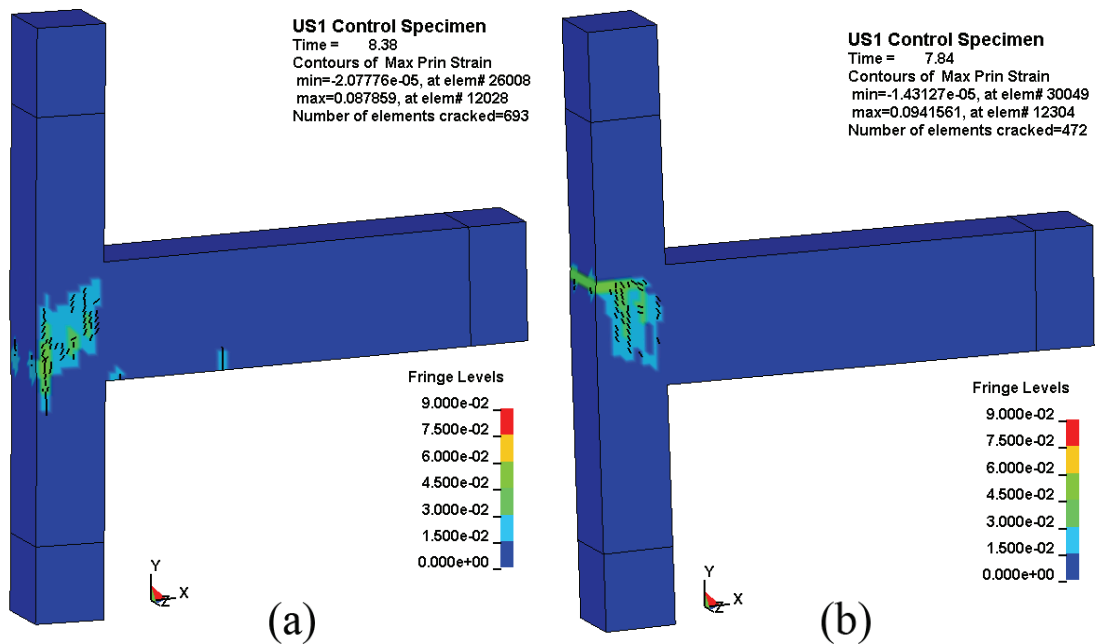 US1 Control Specimen
Time = 8.38
Contours of Max Prin Strain
min=-2.07776e-05, at elem# 26008
max=0.087859, at elem# 12028
Number of elements cracked=693
Fringe Levels
9.000e-02
7.500e-02
6.000e-02
4.500e-02
3.000e-02
1.500e-02
0.000e+00
Y
X
Z
(a)
US1 Control Specimen
Time = 7.84
Contours of Max Prin Strain
min=-1.43127e-05, at elem# 30049
max=0.0941561, at elem# 12304
Number of elements cracked=472
Fringe Levels
9.000e-02
7.500e-02
6.000e-02
4.500e-02
3.000e-02
1.500e-02
0.000e+00
Y
X
Z
(b)